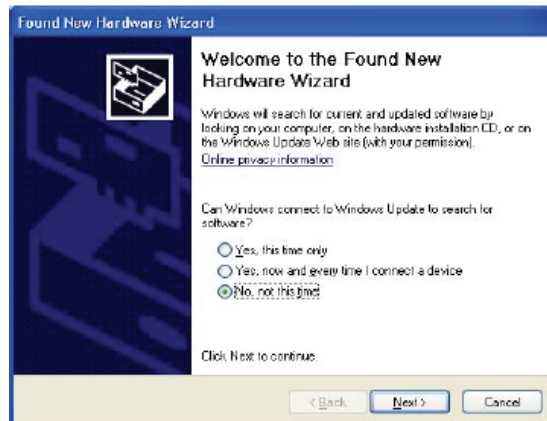 Found New Hardware Wizard
Welcome to the Found New
Hardware Wizard
Windows will search for current and updated software by
looking on your computer, on the hardware installation CD, or on
the Windows Update Web site (with your permission).
Online privacy information
Can Windows connect to Windows Update to search for
software?
Yes, this time only
Yes, now and every time I connect a device
No, not this time
Click Next to continue.
< Back
Next >
Cancel